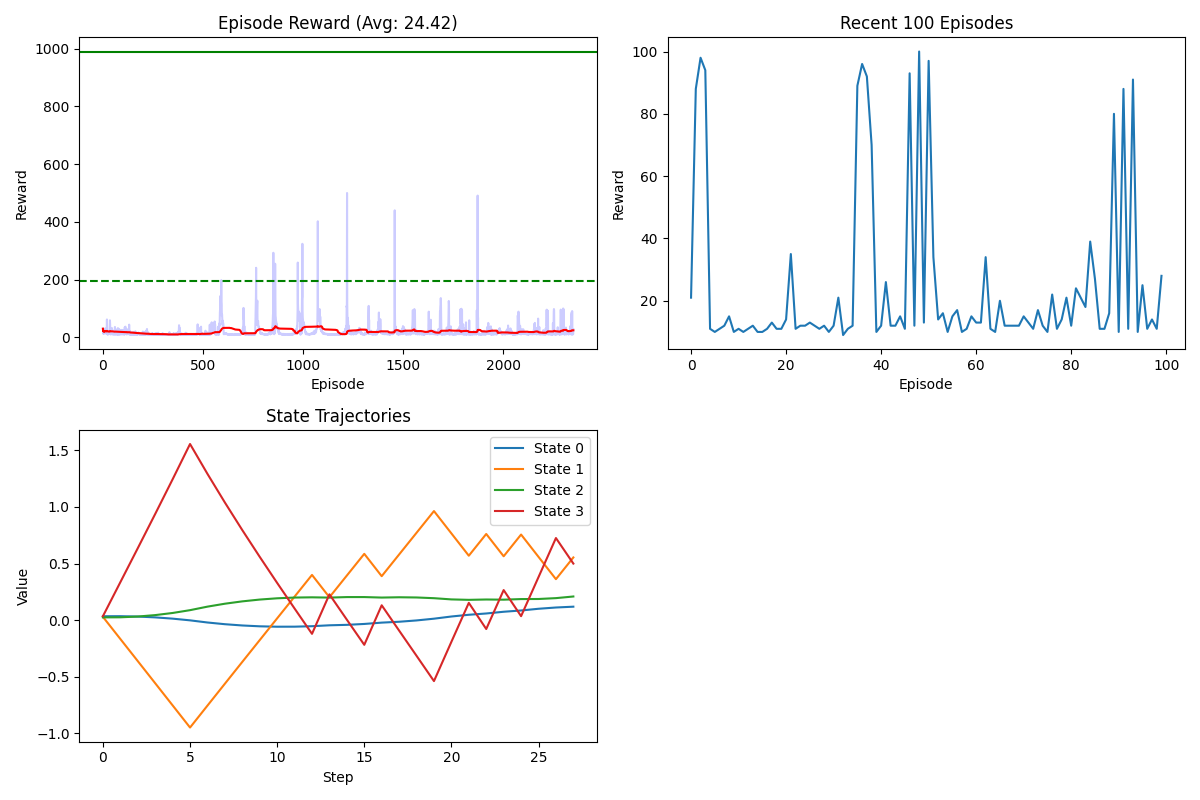 Episode Reward (Avg: 24.42)
Reward
1000
800
600
400
200
0
0 500 1000 1500 2000
Episode
Recent 100 Episodes
Reward
100
80
60
40
20
0 20 40 60 80 100
Episode
State Trajectories
Value
1.5
1.0
0.5
0.0
−0.5
−1.0
State 0
State 1
State 2
State 3
0 5 10 15 20 25
Step